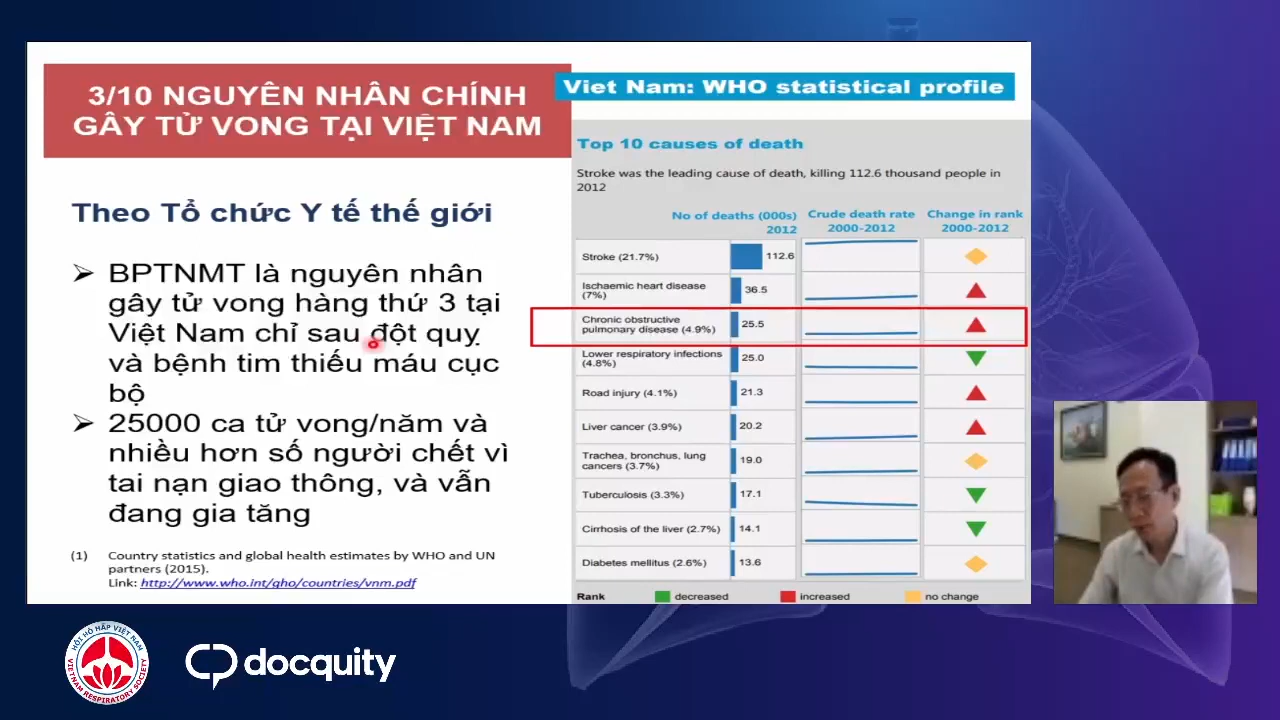 3/10 NGUYÊN NHÂN CHÍNH
GÂY TỬ VONG TẠI VIỆT NAM
Theo Tổ chức Y tế thế giới
➢ BPTNMT là nguyên nhân
gây tử vong hàng thứ 3 tại
Việt Nam chỉ sau đột quỵ
và bệnh tim thiếu máu cục
bộ
➢ 25000 ca tử vong/năm và
nhiều hơn số người chết vì
tai nạn giao thông, và vẫn
đang gia tăng
(1) Country statistics and global health estimates by WHO and UN
partners (2015).
Link: http://www.who.int/gho/countries/vnm.pdf
Viet Nam: WHO statistical profile
Top 10 causes of death
Stroke was the leading cause of death, killing 112.6 thousand people in
2012
No of deaths (000s) Crude death rate Change in rank
2012 2000-2012 2000-2012
Stroke (21.7%) 112.6
Ischaemic heart disease
(7%) 36.5
Chronic obstructive
pulmonary disease (4.9%) 25.5
Lower respiratory infections
(4.8%) 25.0
Road injury (4.1%) 21.3
Liver cancer (3.9%) 20.2
Trachea, bronchus, lung
cancers (3.7%) 19.0
Tuberculosis (3.3%) 17.1
Cirrhosis of the liver (2.7%) 14.1
Diabetes mellitus (2.6%) 13.6
Rank decreased increased no change
HỘI HÔ HẤP VIỆT NAM
VIETNAM RESPIRATORY SOCIETY
docquity